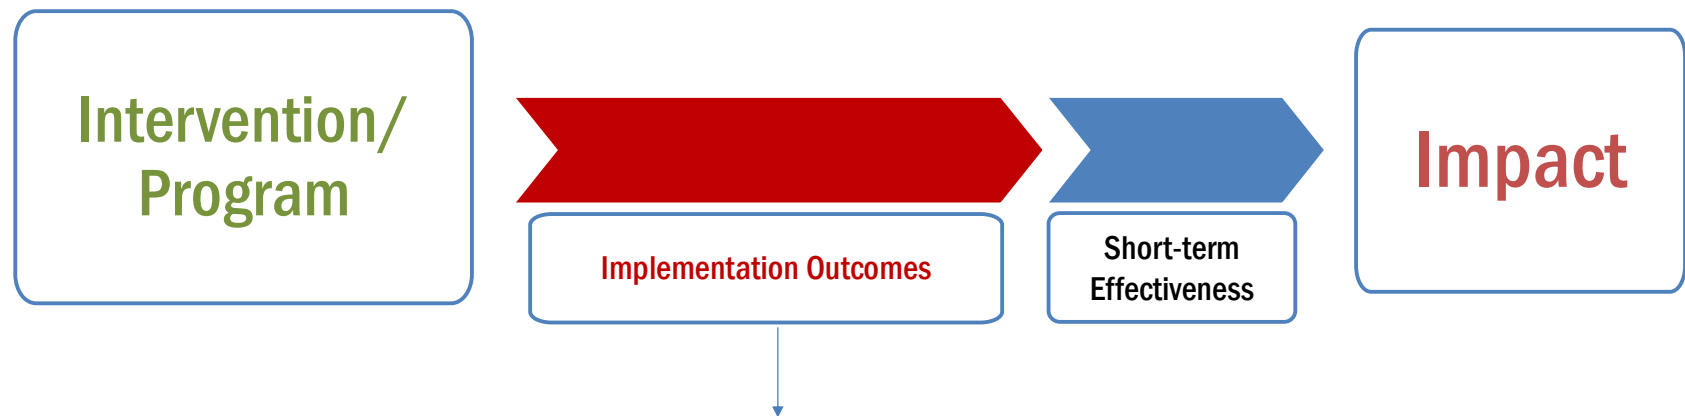 Intervention/
Program
Implementation Outcomes
Short-term
Effectiveness
Impact